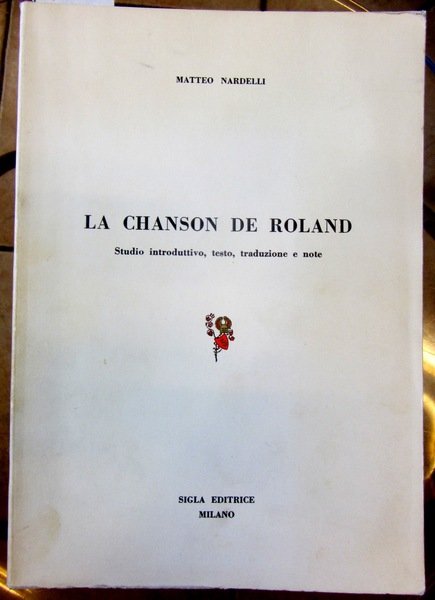 MATTEO NARDELLI
LA CHANSON DE ROLAND
Studio introduttivo, testo, traduzione e note
SIGLA EDITRICE
MILANO